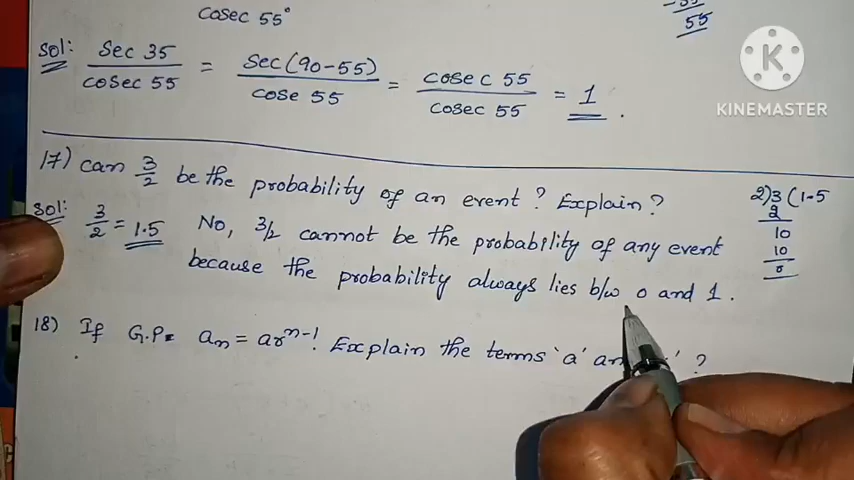 cosec 55°
-35
55
Sol: sec 35 / cosec 55 = sec(90-55) / cose 55 = cosec 55 / cosec 55 = 1.
K
KINEMASTER
17) can 3/2 be the probability of an event? Explain?
Sol: 3/2 = 1.5 No, 3/2 cannot be the probability of any event
because the probability always lies b/w 0 and 1.
2)3(1-5
2
10
10
0
18) If G.P. aₙ = arⁿ⁻¹. Explain the terms 'a' an ' ?